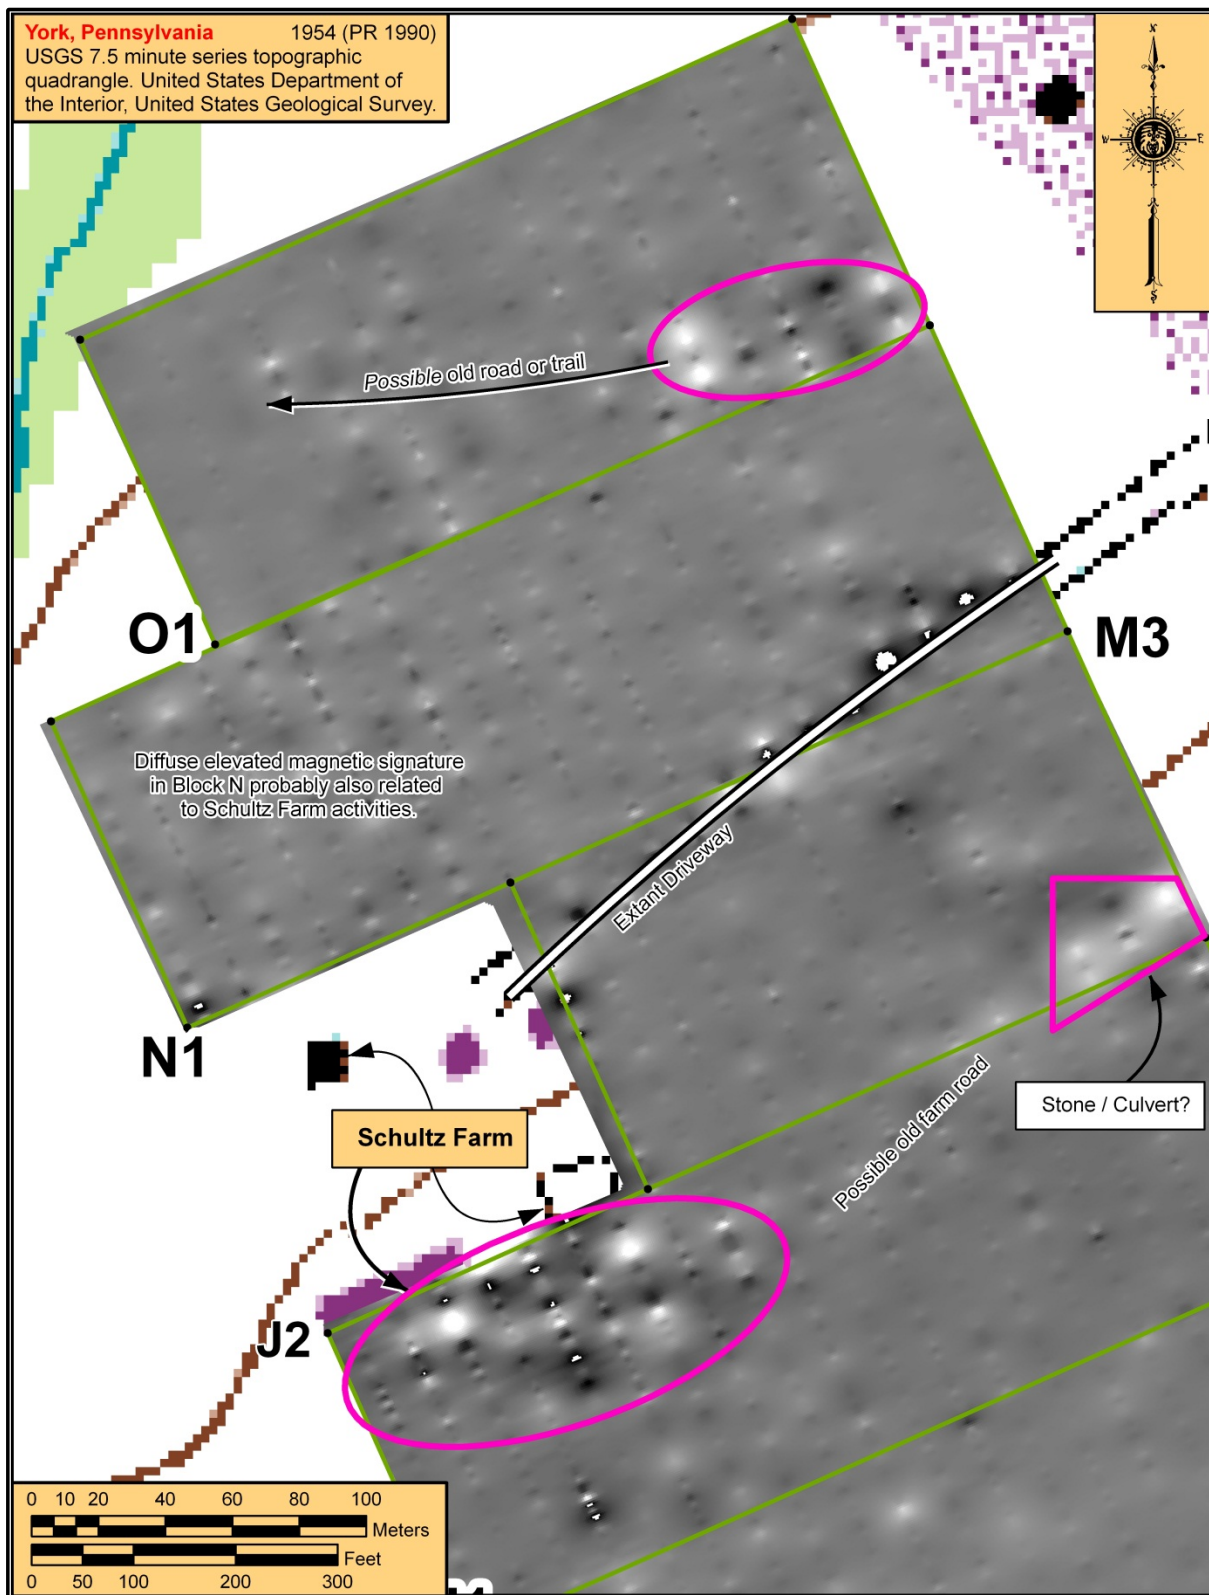 York, Pennsylvania 1954 (PR 1990)
USGS 7.5 minute series topographic
quadrangle. United States Department of
the Interior, United States Geological Survey.
N
W E
S
Possible old road or trail
O1
M3
Diffuse elevated magnetic signature
in Block N probably also related
to Schultz Farm activities.
Extant Driveway
N1
Stone / Culvert?
Possible old farm road
Schultz Farm
J2
0 10 20 40 60 80 100
Meters
Feet
0 50 100 200 300